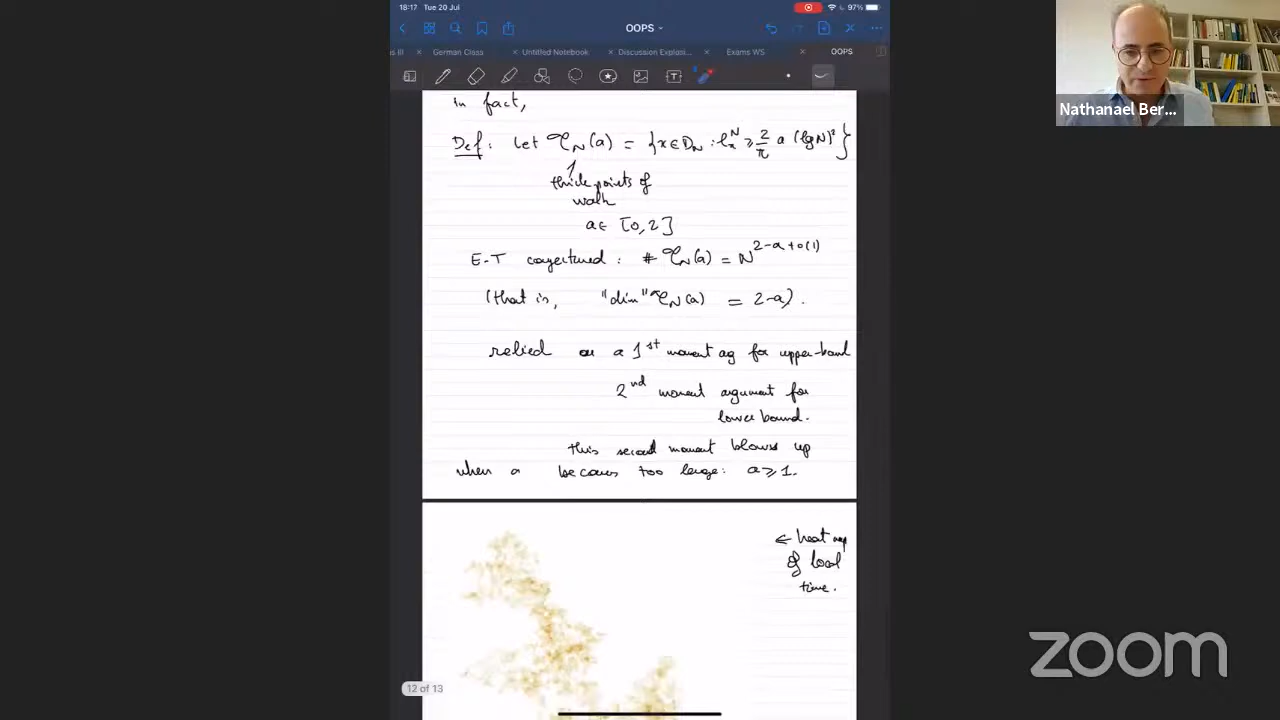 18:17 Tue 20 Jul
97%
OOPS
German Class
Untitled Notebook
Discussion Explosi...
Exams WS
OOPS
in fact,
Def: Let 𝒯_N(a) = {x ∈ D_N : ℓ_x^N ≥ 2/π a (log N)²}
thick points of
walk
a ∈ [0, 2]
E-T conjectured: # 𝒯_N(a) = N^{2-a+o(1)}
(that is, "dim" 𝒯_N(a) = 2-a).
relied on a 1st moment arg for upper-bound
2nd moment argument for
lower bound.
this second moment blows up
when a becomes too large: a ≥ 1.
← heat map
of local
time.
12 of 13
Nathanael Ber...
zoom